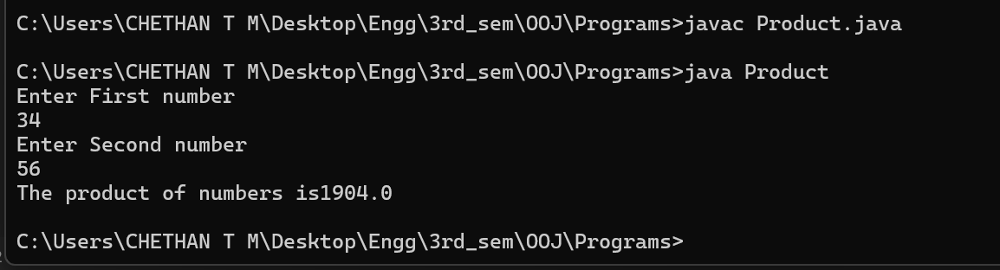 C:\Users\CHETHAN T M\Desktop\Engg\3rd_sem\OOJ\Programs>javac Product.java
C:\Users\CHETHAN T M\Desktop\Engg\3rd_sem\OOJ\Programs>java Product
Enter First number
34
Enter Second number
56
The product of numbers is1904.0
C:\Users\CHETHAN T M\Desktop\Engg\3rd_sem\OOJ\Programs>